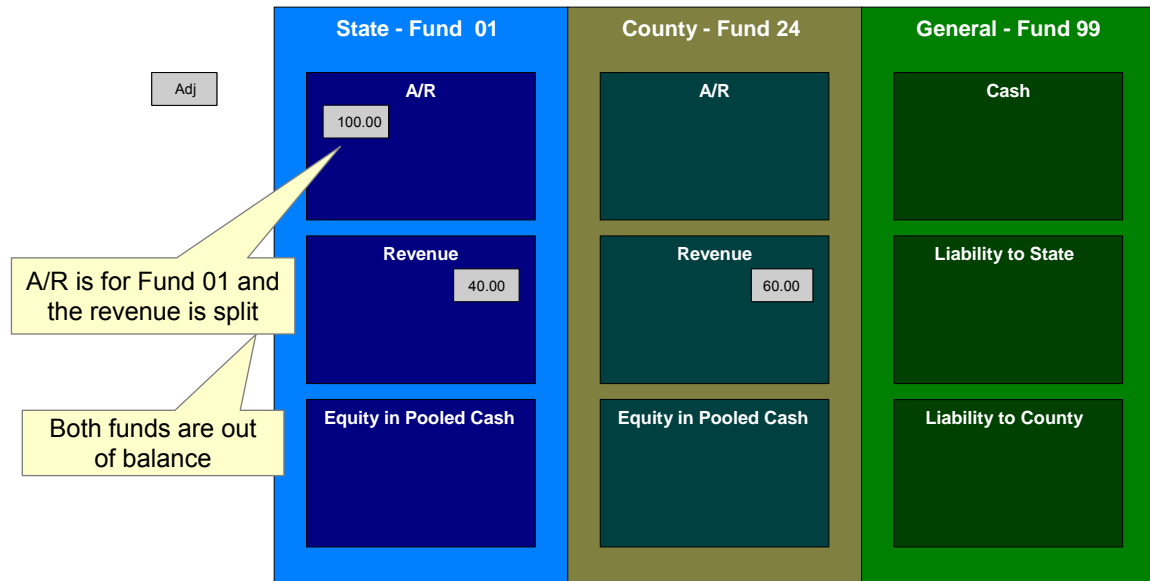 State - Fund 01
County - Fund 24
General - Fund 99
Adj
A/R
A/R
Cash
100.00
A/R is for Fund 01 and
the revenue is split
Revenue
Revenue
Liability to State
40.00
60.00
Both funds are out
of balance
Equity in Pooled Cash
Equity in Pooled Cash
Liability to County